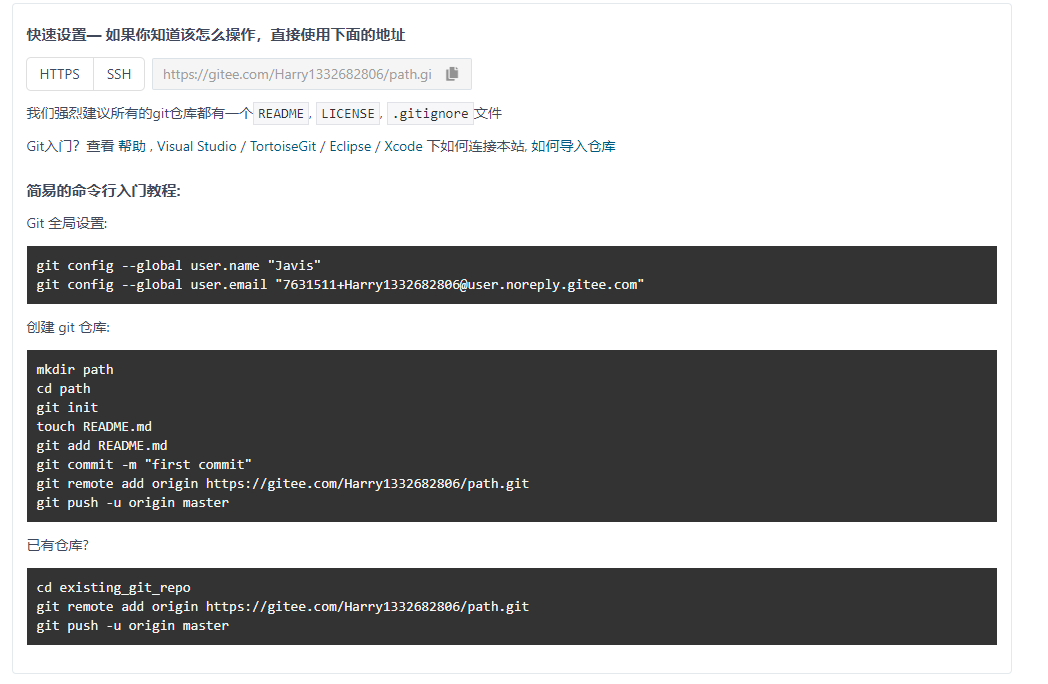 快速设置— 如果你知道该怎么操作，直接使用下面的地址
HTTPS SSH https://gitee.com/Harry1332682806/path.gi
我们强烈建议所有的git仓库都有一个 README , LICENSE , .gitignore 文件
Git入门？查看 帮助 , Visual Studio / TortoiseGit / Eclipse / Xcode 下如何连接本站, 如何导入仓库
简易的命令行入门教程:
Git 全局设置:
git config --global user.name "Javis"
git config --global user.email "7631511+Harry1332682806@user.noreply.gitee.com"
创建 git 仓库:
mkdir path
cd path
git init
touch README.md
git add README.md
git commit -m "first commit"
git remote add origin https://gitee.com/Harry1332682806/path.git
git push -u origin master
已有仓库?
cd existing_git_repo
git remote add origin https://gitee.com/Harry1332682806/path.git
git push -u origin master